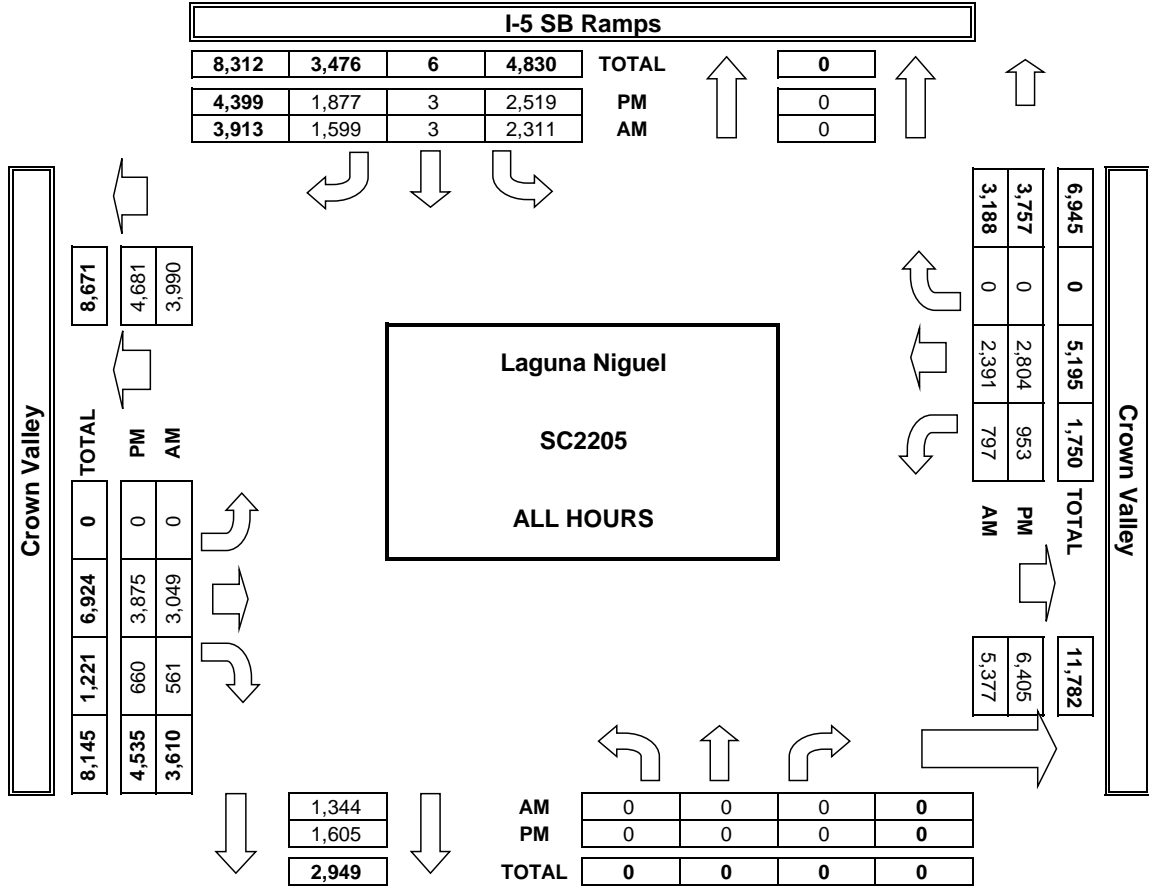 I-5 SB Ramps
8,312 3,476 6 4,830 TOTAL 0
4,399 1,877 3 2,519 PM 0
3,913 1,599 3 2,311 AM 0
Crown Valley
8,671
4,681
3,990
TOTAL 0 6,924 1,221 8,145
PM 0 3,875 660 4,535
AM 0 3,049 561 3,610
Laguna Niguel
SC2205
ALL HOURS
6,945 0 5,195 1,750 TOTAL 11,782
3,757 0 2,804 953 PM 6,405
3,188 0 2,391 797 AM 5,377
Crown Valley
1,344 AM 0 0 0 0
1,605 PM 0 0 0 0
2,949 TOTAL 0 0 0 0